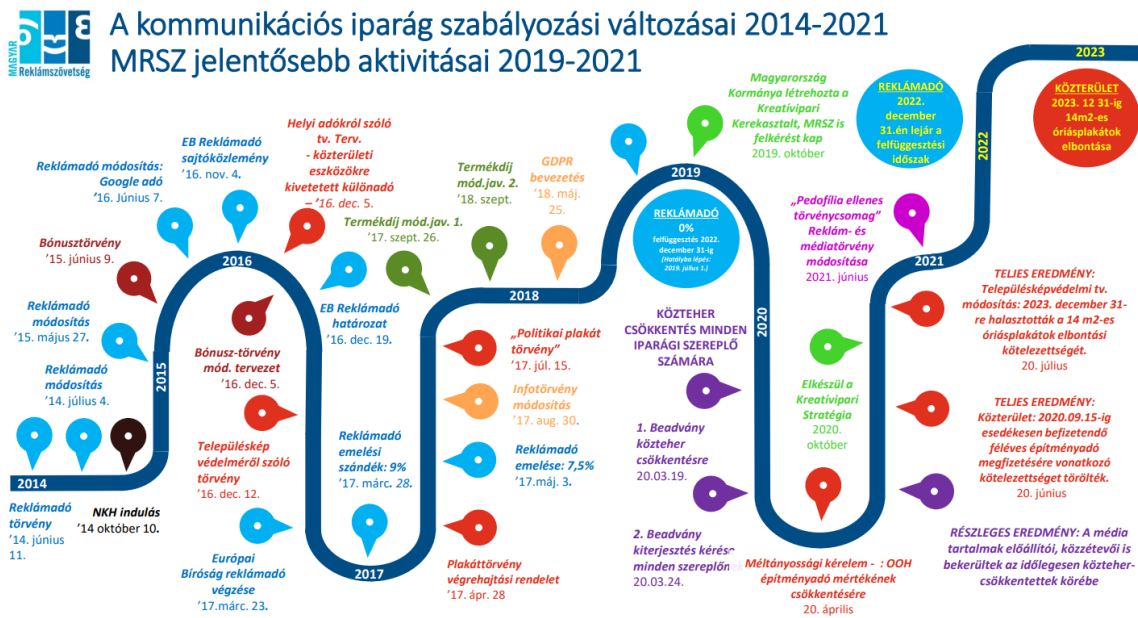 MAGYAR
Reklámszövetség
A kommunikációs iparág szabályozási változásai 2014-2021
MRSZ jelentősebb aktivitásai 2019-2021
2014
Reklámadó
törvény
’14. június
11.
Reklámadó
módosítás
’14. július 4.
NKH indulás
’14 október 10.
2015
Reklámadó
módosítás
’15. május 27.
Bónusztörvény
’15. június 9.
Reklámadó módosítás:
Google adó
’16. Június 7.
EB Reklámadó
sajtóközlemény
’16. nov. 4.
2016
Helyi adókról szóló
tv. Terv.
- közterületi
eszközökre
kivetetett különadó
– ’16. dec. 5.
Bónusz-törvény
mód. tervezet
’16. dec. 5.
Településkép
védelméről szóló
törvény
’16. dec. 12.
EB Reklámadó
határozat
’16. dec. 19.
Európai
Bíróság reklámadó
végzése
’17.márc. 23.
Reklámadó
emelési
szándék: 9%
’17. márc. 28.
2017
Plakáttörvény
végrehajtási rendelet
’17. ápr. 28
Reklámadó
emelése: 7,5%
’17.máj. 3.
„Politikai plakát
törvény”
’17. júl. 15.
Infotörvény
módosítás
’17. aug. 30.
Termékdíj mód.jav. 1.
’17. szept. 26.
2018
Termékdíj
mód.jav. 2.
’18. szept.
GDPR
bevezetés
’18. máj.
25.
2019
REKLÁMADÓ
0%
felfüggesztés 2022.
december 31-ig
(Hatályba lépés:
2019. július 1.)
Magyarország
Kormánya létrehozta a
Kreatívipari
Kerekasztalt, MRSZ is
felkérést kap
2019. október
2020
KÖZTEHER
CSÖKKENTÉS MINDEN
IPARÁGI SZEREPLŐ
SZÁMÁRA
1. Beadvány
közteher
csökkentésre
20.03.19.
2. Beadvány
kiterjesztés kérése
minden szereplőn
20.03.24.
Méltányossági kérelem - : OOH
építményadó mértékének
csökkentésére
20. április
RÉSZLEGES EREDMÉNY: A média
tartalmak előállítói, közzétevői is
bekerültek az időlegesen közteher-
csökkentettek körébe
TELJES EREDMÉNY:
Közterület: 2020.09.15-ig
esedékesen befizetendő
féléves építményadó
megfizetésére vonatkozó
kötelezettséget törölték.
20. június
TELJES EREDMÉNY:
Településképvédelmi tv.
módosítás: 2023. december 31-
re halasztották a 14 m2-es
óriásplakátok elbontási
kötelezettségét.
20. július
Elkészül a
Kreatívipari
Stratégia
2020.
október
2021
„Pedofília ellenes
törvénycsomag”
Reklám- és
médiatörvény
módosítása
2021. június
2022
REKLÁMADÓ
2022.
december
31.én lejár a
felfüggesztési
időszak
2023
KÖZTERÜLET
2023. 12 31-ig
14m2-es
óriásplakátok
elbontása